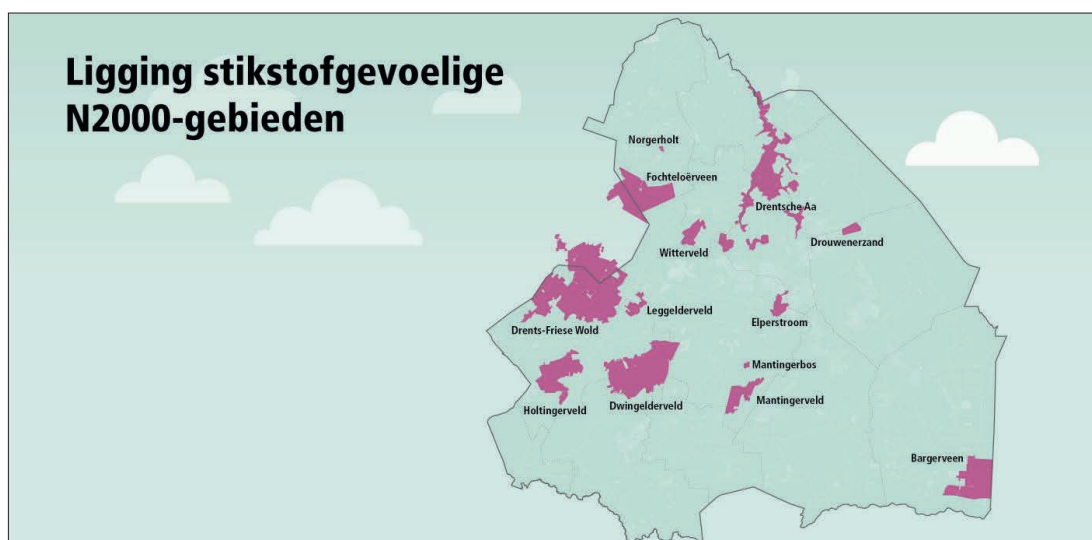 Ligging stikstofgevoelige
N2000-gebieden
Norgerholt
Fochteloërveen
Drentsche Aa
Drouwenerzand
Witterveld
Leggelderveld
Elperstroom
Drents-Friese Wold
Mantingerbos
Mantingerveld
Holtingerveld
Dwingelderveld
Bargerveen